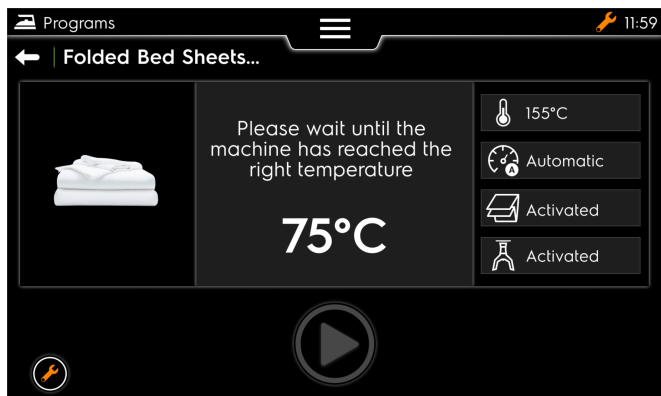 Programs
11:59
Folded Bed Sheets...
Please wait until the
machine has reached the
right temperature
75°C
155°C
A Automatic
Activated
Activated